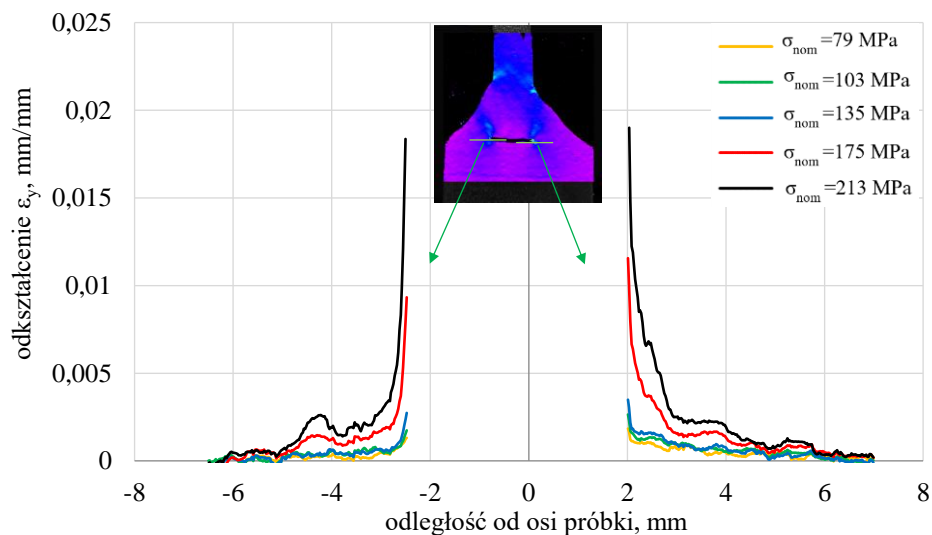 0,025
0,02
0,015
0,01
0,005
0
-8 -6 -4 -2 0 2 4 6 8
odkształcenie εy, mm/mm
odległość od osi próbki, mm
σnom =79 MPa
σnom =103 MPa
σnom =135 MPa
σnom =175 MPa
σnom =213 MPa